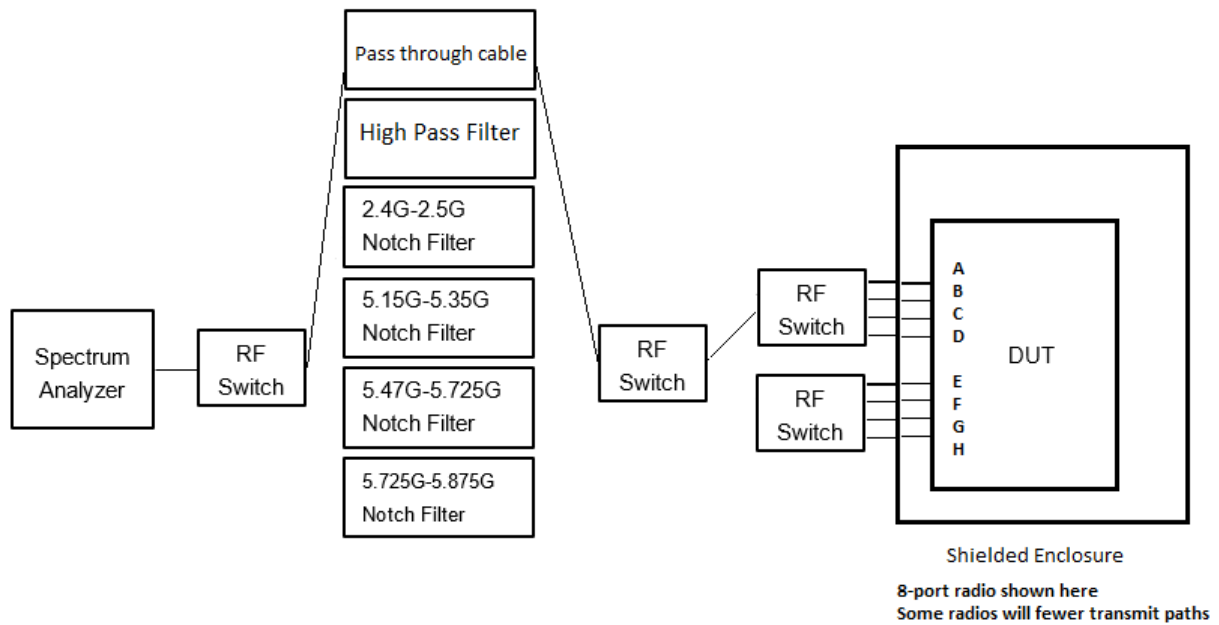 Pass through cable
High Pass Filter
2.4G-2.5G
Notch Filter
5.15G-5.35G
Notch Filter
5.47G-5.725G
Notch Filter
5.725G-5.875G
Notch Filter
Spectrum
Analyzer
RF
Switch
RF
Switch
RF
Switch
RF
Switch
A
B
C
D
E
F
G
H
DUT
Shielded Enclosure
8-port radio shown here
Some radios will fewer transmit paths